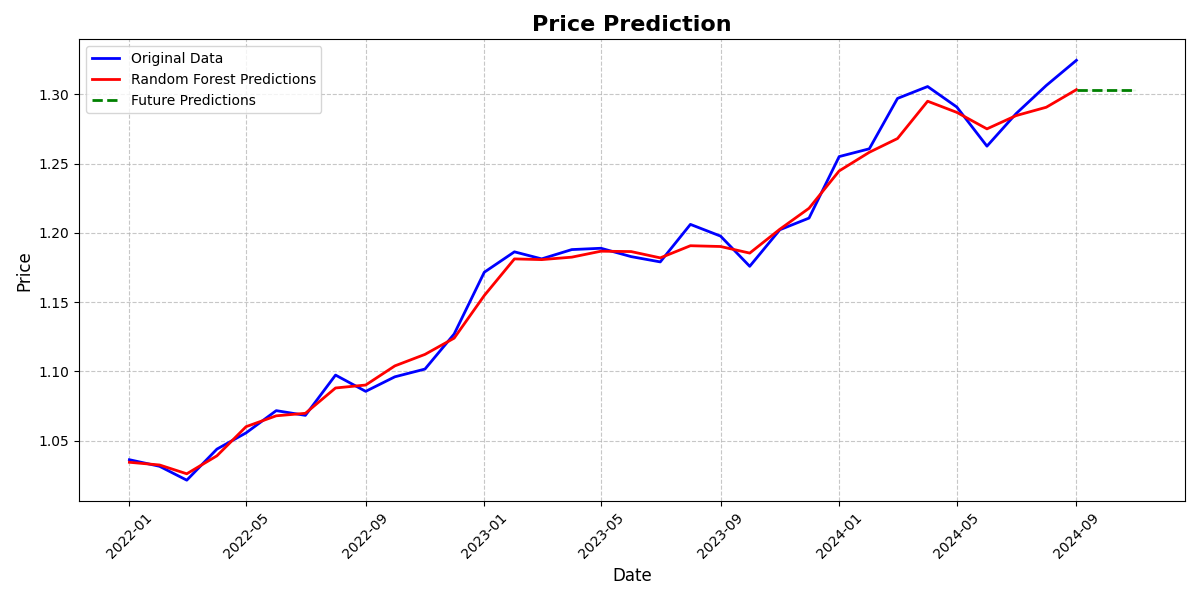 Price Prediction
Original Data
Random Forest Predictions
Future Predictions
Price
1.30
1.25
1.20
1.15
1.10
1.05
2022-01
2022-05
2022-09
2023-01
2023-05
2023-09
2024-01
2024-05
2024-09
Date